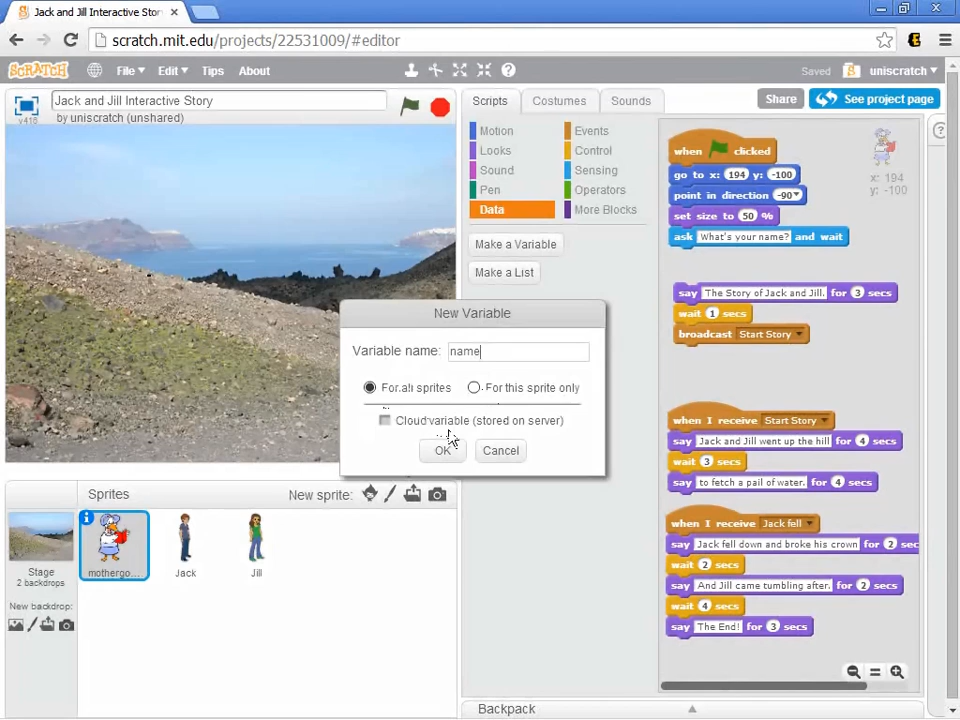 Jack and Jill Interactive Stor
scratch.mit.edu/projects/22531009/#editor
SCRATCH
File
Edit
Tips
About
Saved
uniscratch
Jack and Jill Interactive Story
by uniscratch (unshared)
v416
Scripts
Costumes
Sounds
Share
See project page
Motion
Events
Looks
Control
Sound
Sensing
Pen
Operators
Data
More Blocks
Make a Variable
Make a List
New Variable
Variable name: name
For all sprites
For this sprite only
Cloud variable (stored on server)
OK
Cancel
when clicked
go to x: 194 y: -100
point in direction -90
set size to 50 %
ask What's your name? and wait
x: 194
y: -100
say The Story of Jack and Jill. for 3 secs
wait 1 secs
broadcast Start Story
when I receive Start Story
say Jack and Jill went up the hill for 4 secs
wait 3 secs
say to fetch a pail of water. for 4 secs
when I receive Jack fell
say Jack fell down and broke his crown for 2 sec
wait 2 secs
say And Jill came tumbling after. for 2 secs
wait 4 secs
say The End! for 3 secs
Sprites
New sprite:
Stage
2 backdrops
New backdrop:
mothergo...
Jack
Jill
Backpack